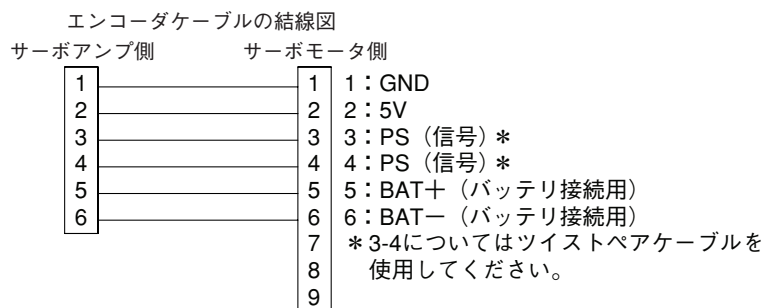 エンコーダケーブルの結線図
サーボアンプ側 サーボモータ側
1 1 1：GND
2 2 2：5V
3 3 3：PS（信号）＊
4 4 4：PS（信号）＊
5 5 5：BAT＋（バッテリ接続用）
6 6 6：BAT－（バッテリ接続用）
7 ＊3-4についてはツイストペアケーブルを
8 使用してください。
9